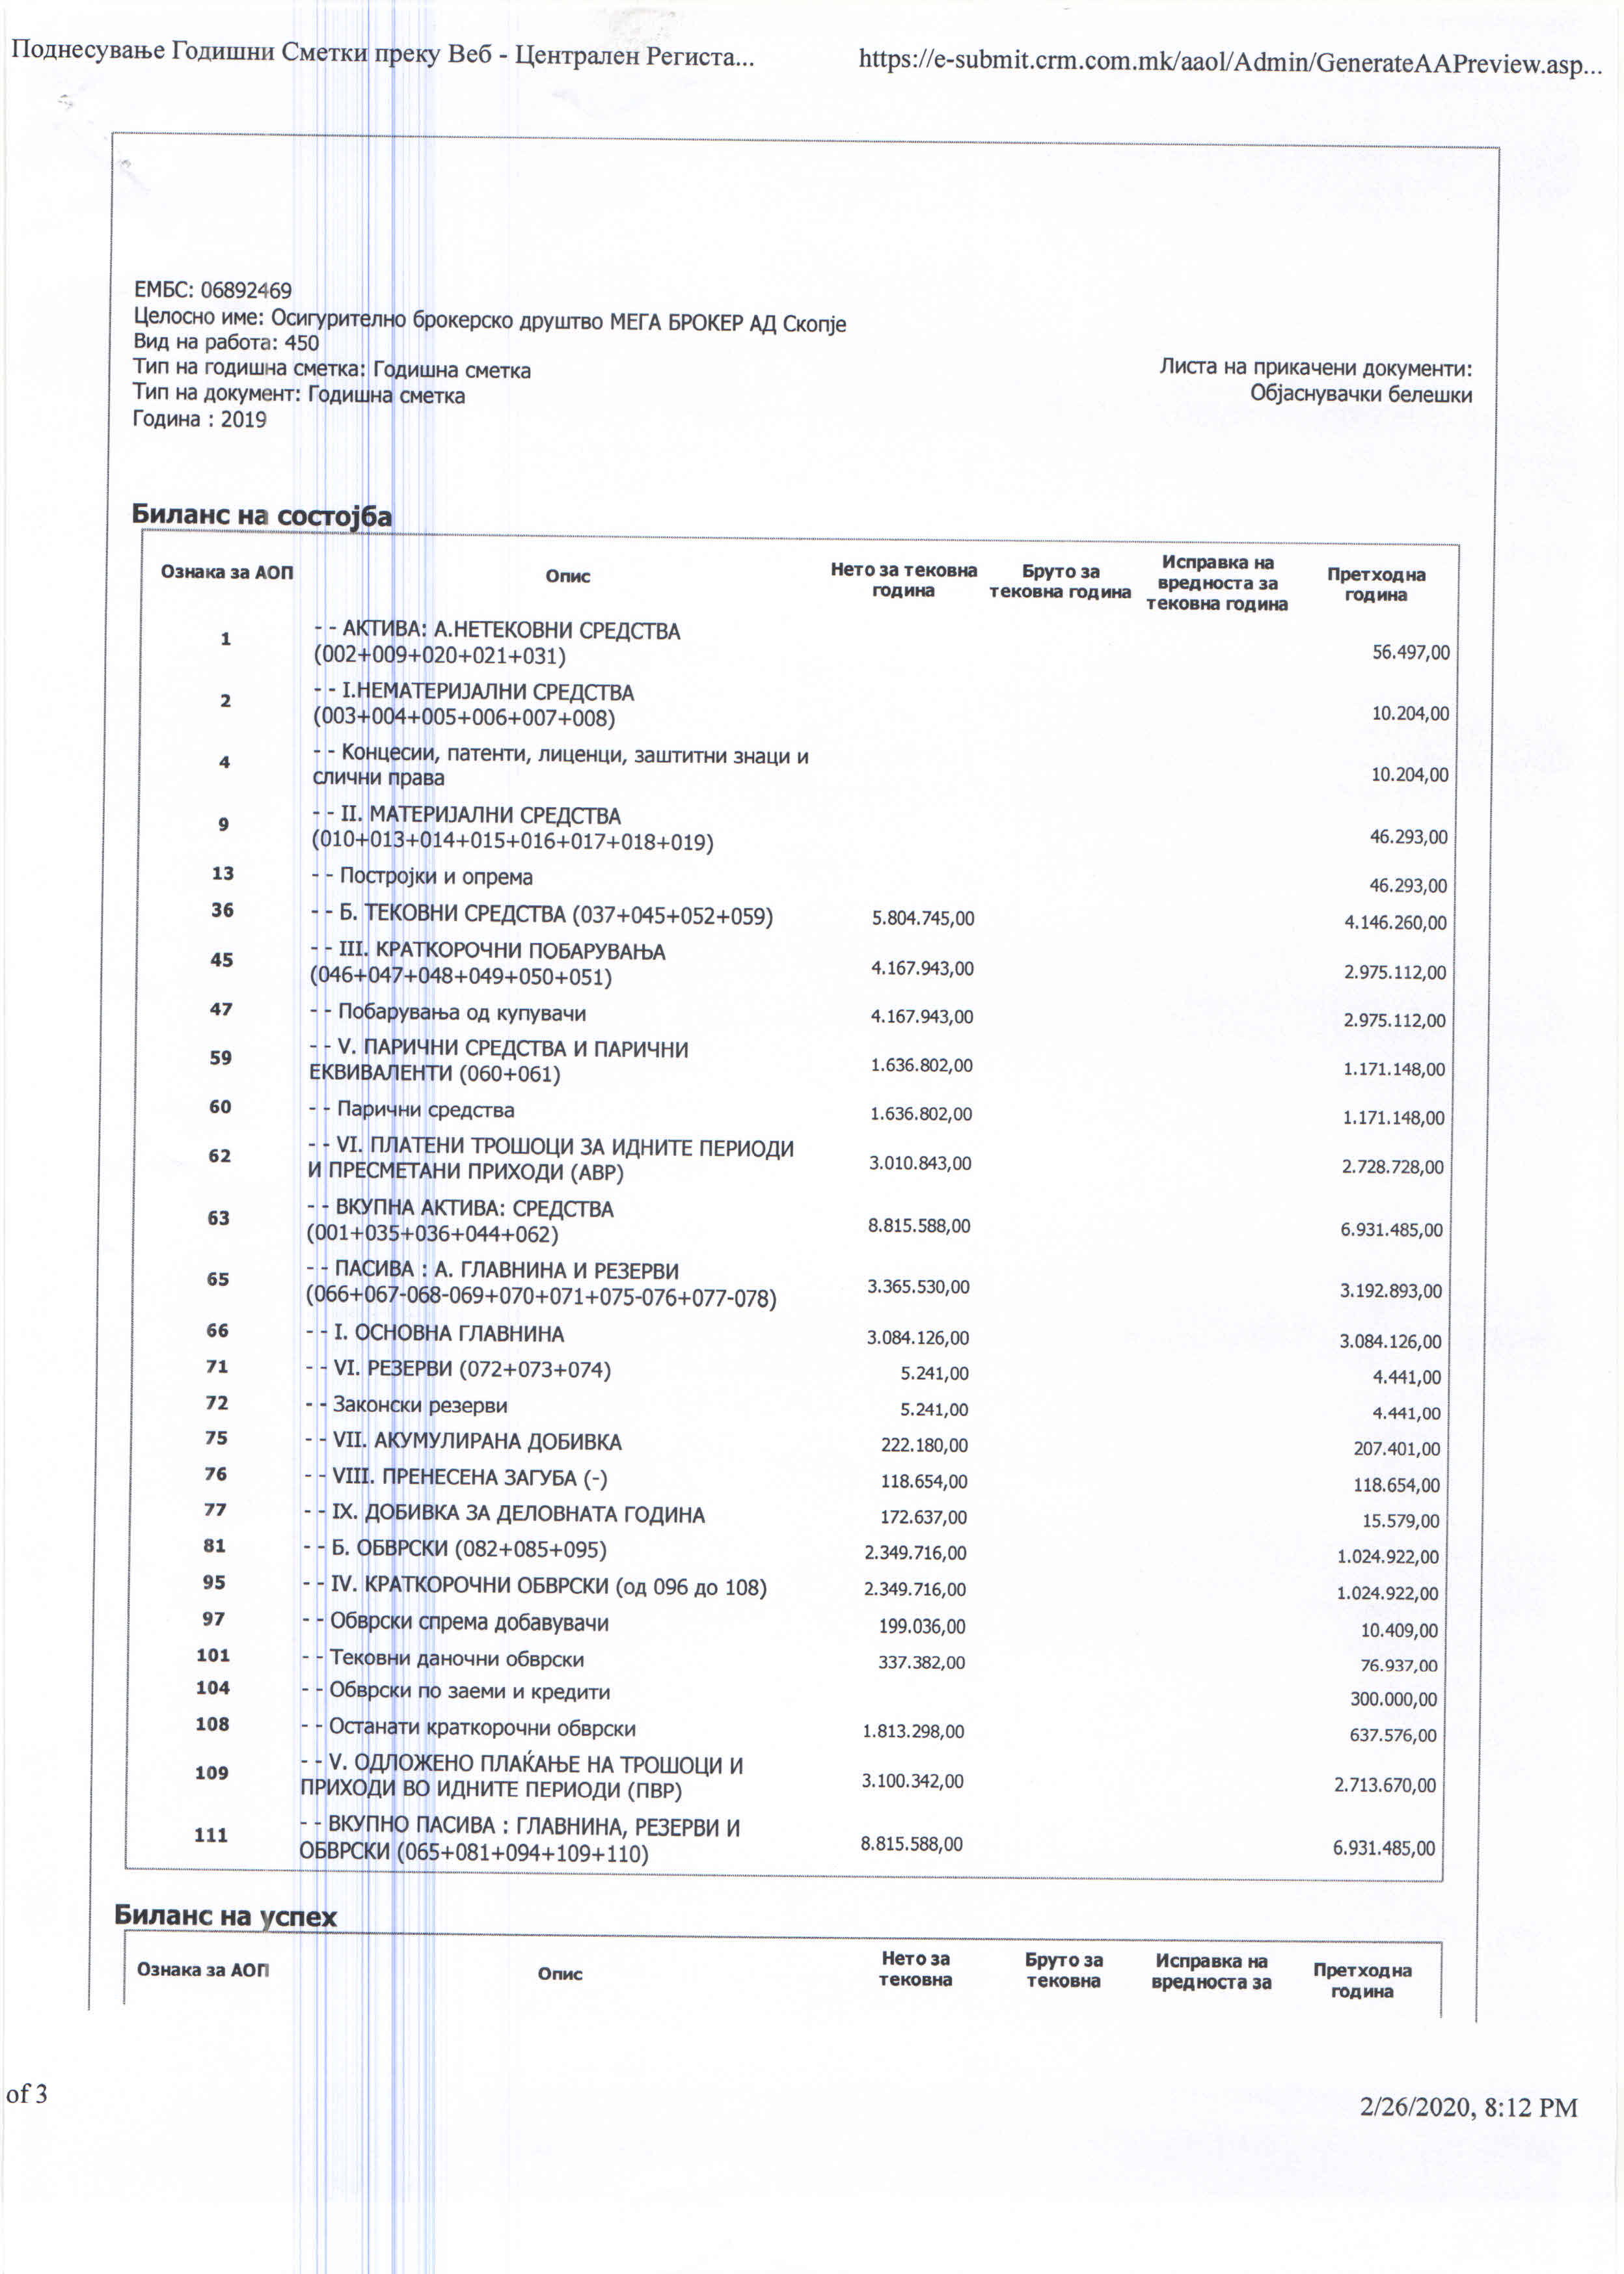 Поднесување Годишни Сметки преку Веб - Централен Региста...
https://e-submit.crm.com.mk/aaol/Admin/GenerateAAPreview.asp...
ЕМБС: 06892469
Целосно име: Осигурително брокерско друштво МЕГА БРОКЕР АД Скопје
Вид на работа: 450
Тип на годишна сметка: Годишна сметка
Тип на документ: Годишна сметка
Година : 2019
Листа на прикачени документи:
Објаснувачки белешки
Биланс на состојба
Ознака за АОП Опис Нето за тековна година Бруто за тековна година Исправка на вредноста за тековна година Претходна година
1 - - АКТИВА: А.НЕТЕКОВНИ СРЕДСТВА
(002+009+020+021+031) 56.497,00
2 - - I.НЕМАТЕРИЈАЛНИ СРЕДСТВА
(003+004+005+006+007+008) 10.204,00
4 - - Концесии, патенти, лиценци, заштитни знаци и
слични права 10.204,00
9 - - II. МАТЕРИЈАЛНИ СРЕДСТВА
(010+013+014+015+016+017+018+019) 46.293,00
13 - - Постројки и опрема 46.293,00
36 - - Б. ТЕКОВНИ СРЕДСТВА (037+045+052+059) 5.804.745,00 4.146.260,00
45 - - III. КРАТКОРОЧНИ ПОБАРУВАЊА
(046+047+048+049+050+051) 4.167.943,00 2.975.112,00
47 - - Побарувања од купувачи 4.167.943,00 2.975.112,00
59 - - V. ПАРИЧНИ СРЕДСТВА И ПАРИЧНИ
ЕКВИВАЛЕНТИ (060+061) 1.636.802,00 1.171.148,00
60 - - Парични средства 1.636.802,00 1.171.148,00
62 - - VI. ПЛАТЕНИ ТРОШОЦИ ЗА ИДНИТЕ ПЕРИОДИ
И ПРЕСМЕТАНИ ПРИХОДИ (АВР) 3.010.843,00 2.728.728,00
63 - - ВКУПНА АКТИВА: СРЕДСТВА
(001+035+036+044+062) 8.815.588,00 6.931.485,00
65 - - ПАСИВА : А. ГЛАВНИНА И РЕЗЕРВИ
(066+067-068-069+070+071+075-076+077-078) 3.365.530,00 3.192.893,00
66 - - I. ОСНОВНА ГЛАВНИНА 3.084.126,00 3.084.126,00
71 - - VI. РЕЗЕРВИ (072+073+074) 5.241,00 4.441,00
72 - - Законски резерви 5.241,00 4.441,00
75 - - VII. АКУМУЛИРАНА ДОБИВКА 222.180,00 207.401,00
76 - - VIII. ПРЕНЕСЕНА ЗАГУБА (-) 118.654,00 118.654,00
77 - - IX. ДОБИВКА ЗА ДЕЛОВНАТА ГОДИНА 172.637,00 15.579,00
81 - - Б. ОБВРСКИ (082+085+095) 2.349.716,00 1.024.922,00
95 - - IV. КРАТКОРОЧНИ ОБВРСКИ (од 096 до 108) 2.349.716,00 1.024.922,00
97 - - Обврски спрема добавувачи 199.036,00 10.409,00
101 - - Тековни даночни обврски 337.382,00 76.937,00
104 - - Обврски по заеми и кредити 300.000,00
108 - - Останати краткорочни обврски 1.813.298,00 637.576,00
109 - - V. ОДЛОЖЕНО ПЛАЌАЊЕ НА ТРОШОЦИ И
ПРИХОДИ ВО ИДНИТЕ ПЕРИОДИ (ПВР) 3.100.342,00 2.713.670,00
111 - - ВКУПНО ПАСИВА : ГЛАВНИНА, РЕЗЕРВИ И
ОБВРСКИ (065+081+094+109+110) 8.815.588,00 6.931.485,00
Биланс на успех
Ознака за АОП Опис Нето за тековна Бруто за тековна Исправка на вредноста за Претходна година
of 3
2/26/2020, 8:12 PM